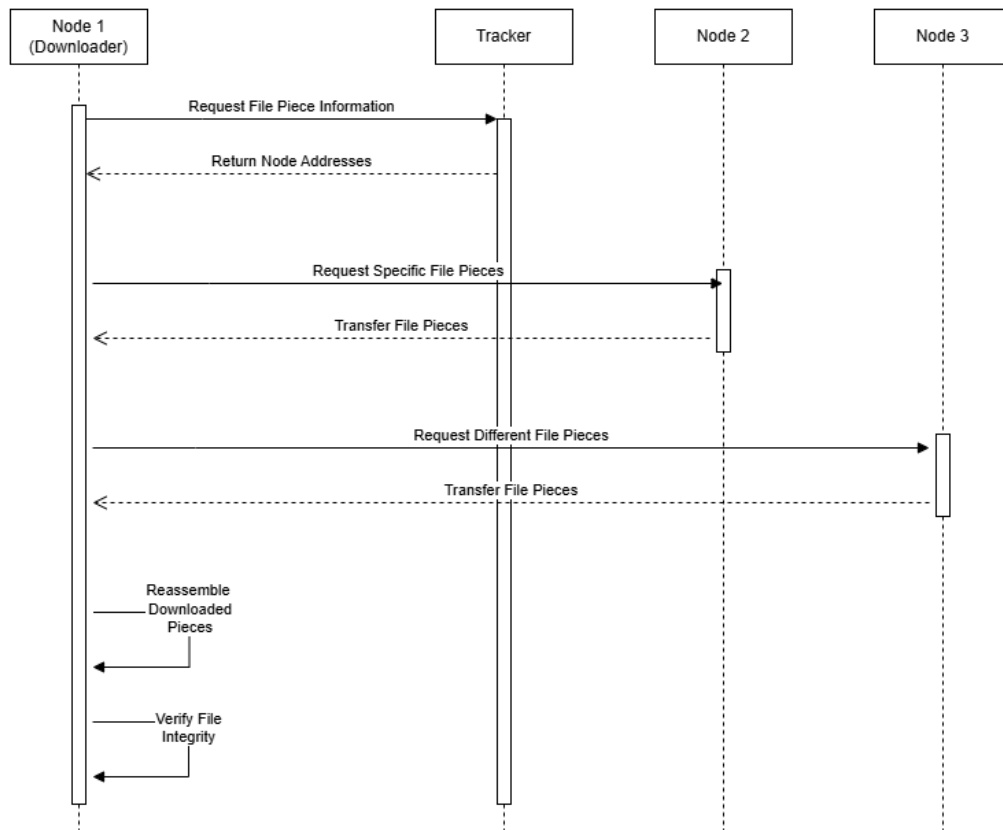 Node 1
(Downloader)
Tracker
Node 2
Node 3
Request File Piece Information
Return Node Addresses
Request Specific File Pieces
Transfer File Pieces
Request Different File Pieces
Transfer File Pieces
Reassemble
Downloaded
Pieces
Verify File
Integrity